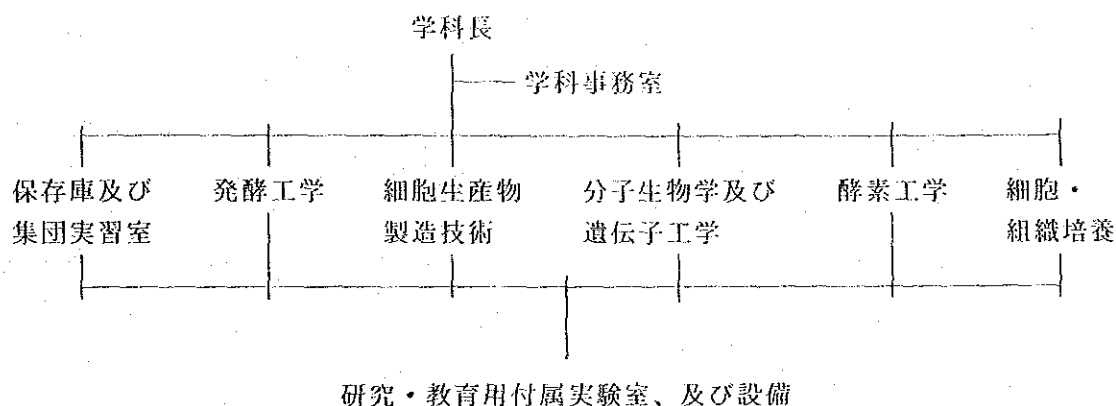 学科長
学科事務室
保存庫及び
集団実習室
発酵工学
細胞生産物
製造技術
分子生物学及び
遺伝子工学
酵素工学
細胞・
組織培養
研究・教育用付属実験室、及び設備